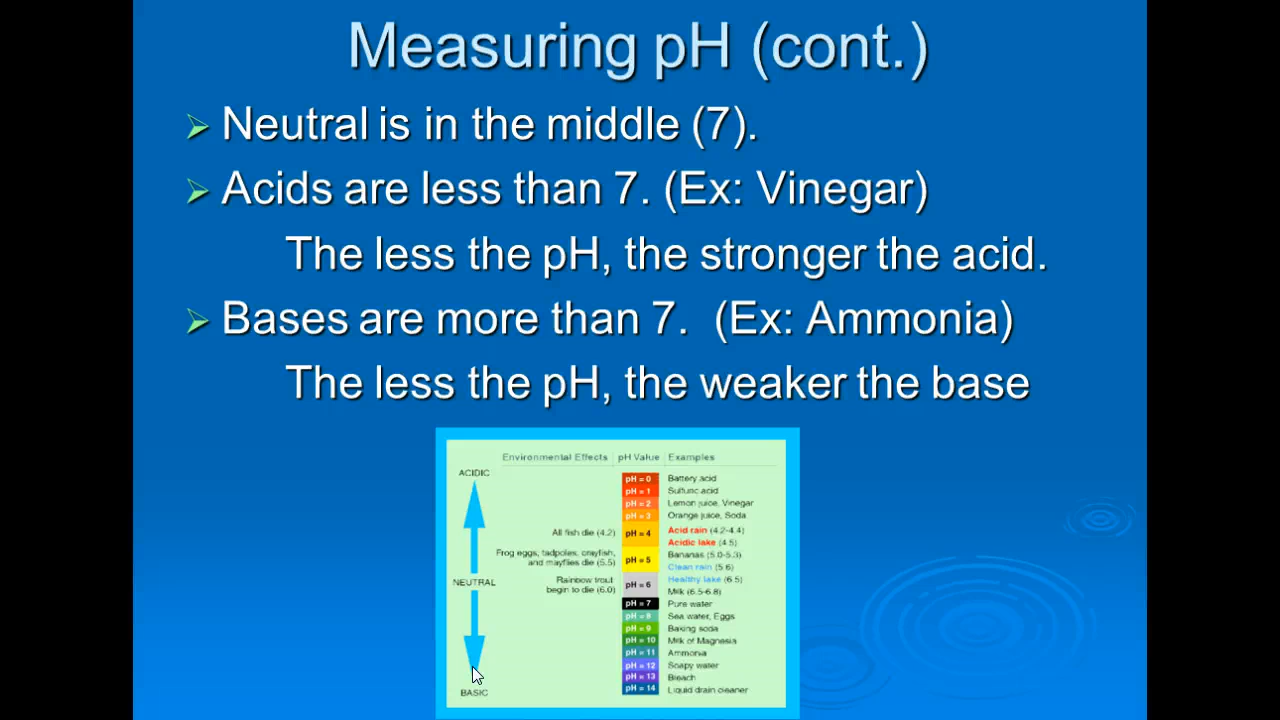 Measuring pH (cont.)
Neutral is in the middle (7).
Acids are less than 7. (Ex: Vinegar)
The less the pH, the stronger the acid.
Bases are more than 7. (Ex: Ammonia)
The less the pH, the weaker the base
Environmental Effects pH Value Examples
ACIDIC
pH = 0 Battery acid
pH = 1 Sulfuric acid
pH = 2 Lemon juice, Vinegar
pH = 3 Orange juice, Soda
All fish die (4.2) pH = 4 Acid rain (4.2-4.4)
Acidic lake (4.5)
Frog eggs, tadpoles, crayfish, and mayflies die (5.5) pH = 5 Bananas (5.0-5.3)
Clean rain (5.6)
NEUTRAL
Rainbow trout begin to die (6.0) pH = 6 Healthy lake (6.5)
Milk (6.5-6.8)
pH = 7 Pure water
pH = 8 Sea water, Eggs
pH = 9 Baking soda
pH = 10 Milk of Magnesia
pH = 11 Ammonia
pH = 12 Soapy water
pH = 13 Bleach
pH = 14 Liquid drain cleaner
BASIC